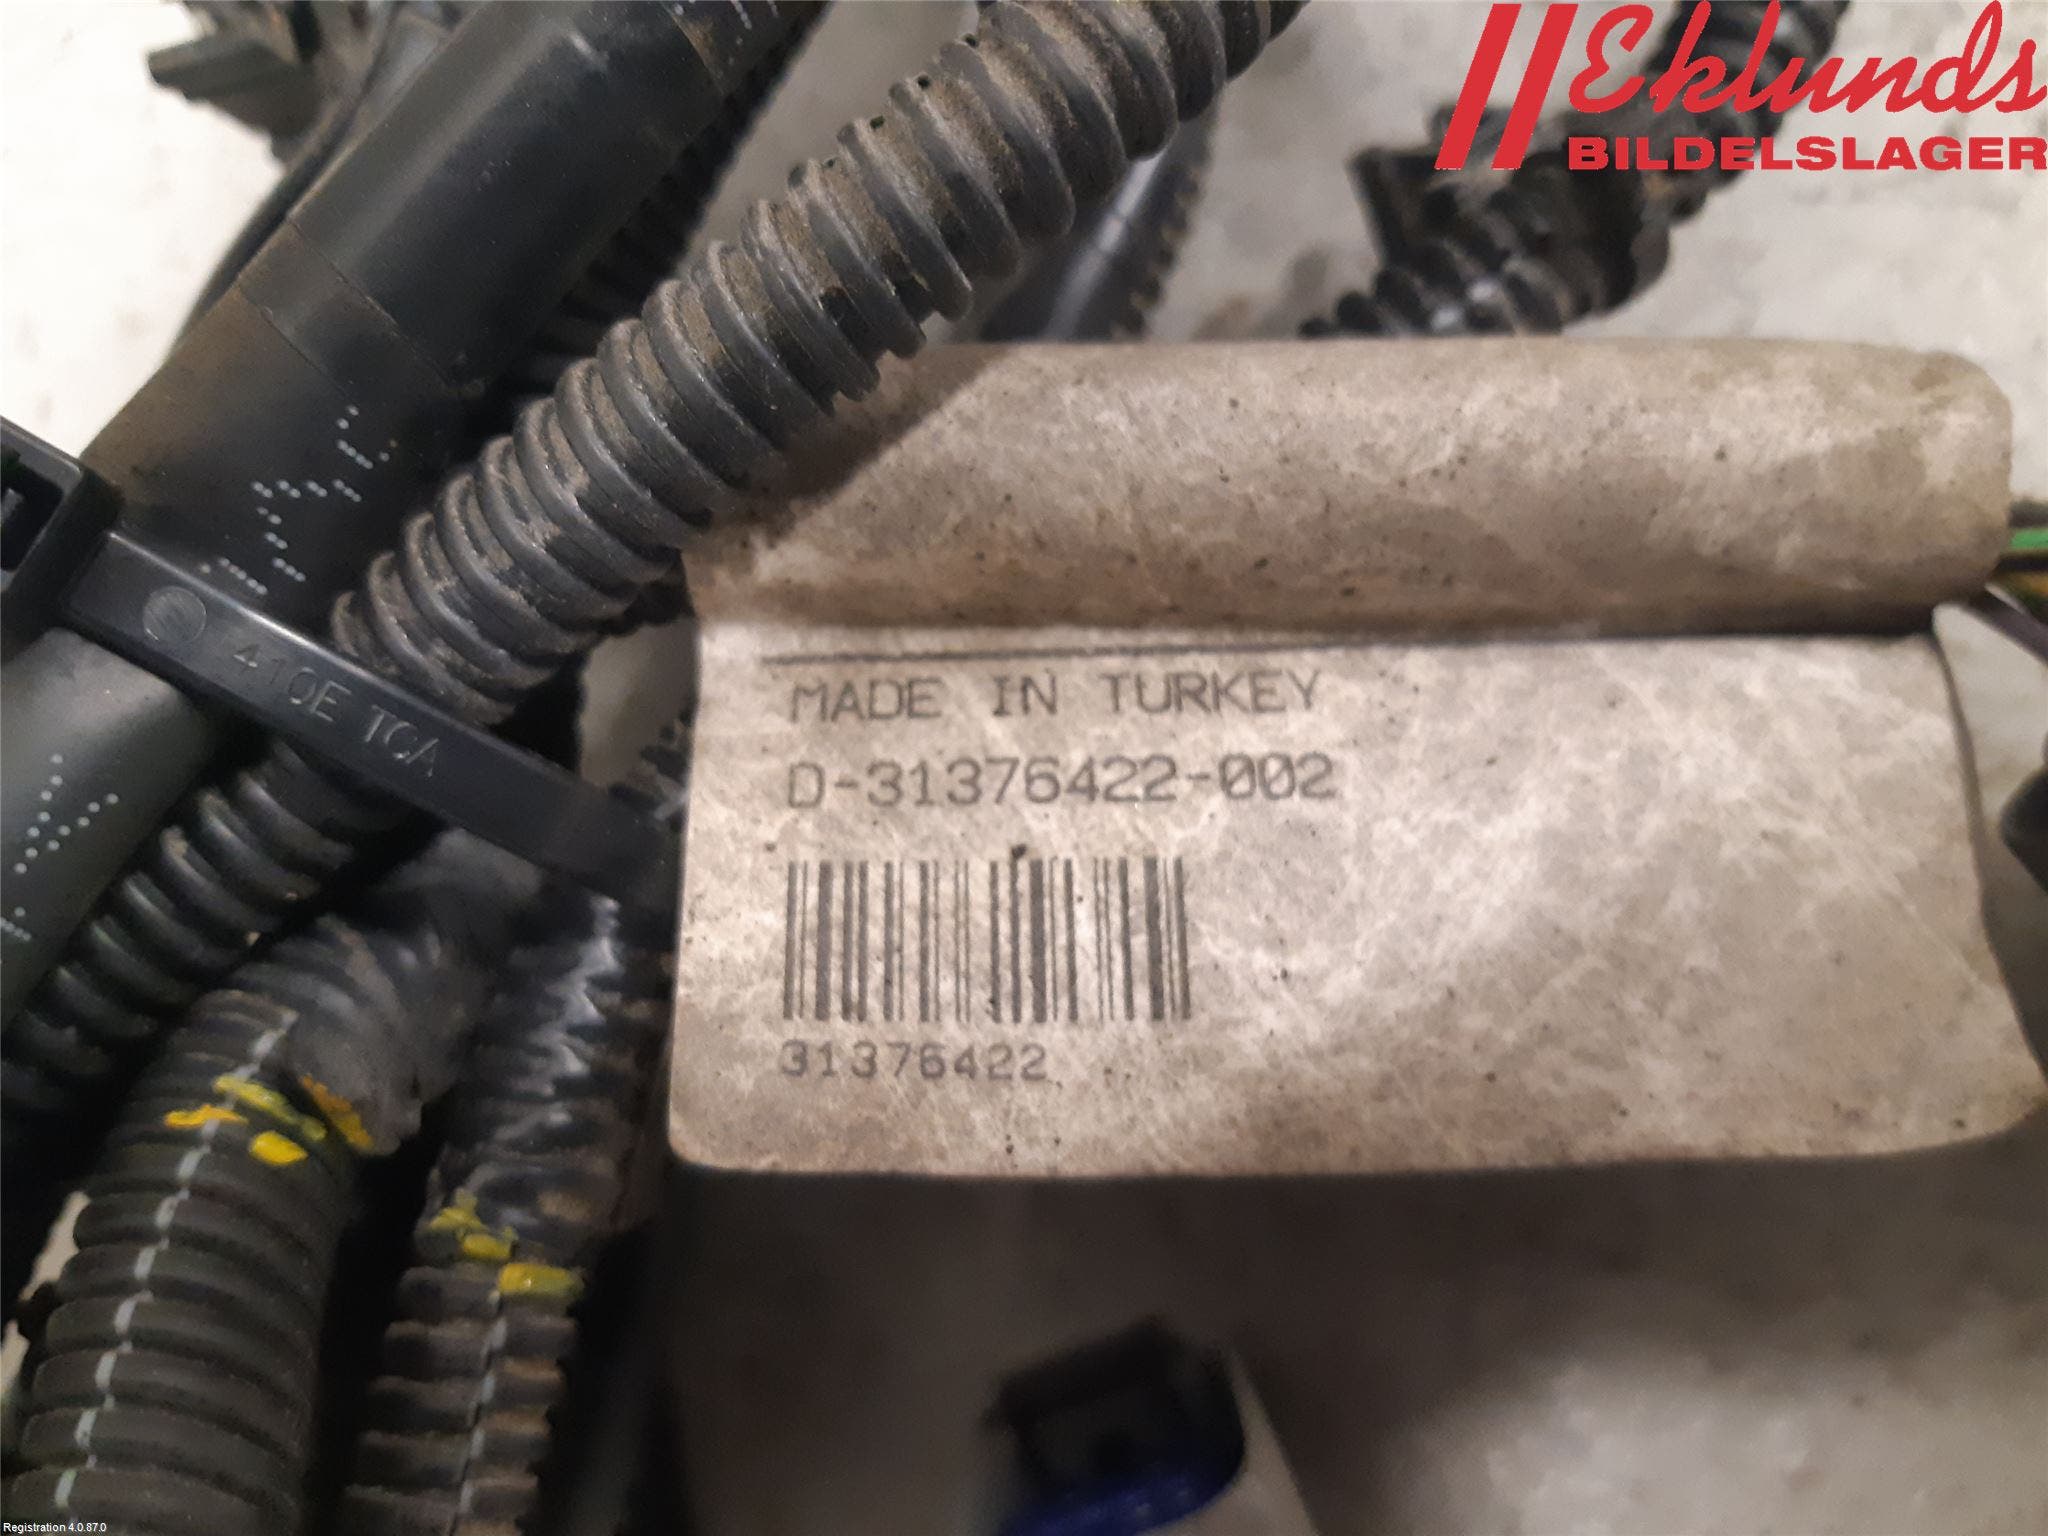 Eklunds
BILDELSLAGER
410E TCA
MADE IN TURKEY
D-31376422-002
31376422
Registration 4.0.87.0